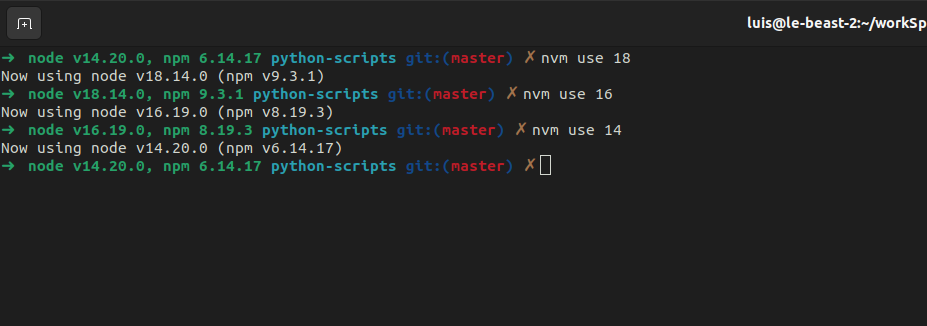 luis@le-beast-2:~/workSp
➜ node v14.20.0, npm 6.14.17 python-scripts git:(master) ✗ nvm use 18
Now using node v18.14.0 (npm v9.3.1)
➜ node v18.14.0, npm 9.3.1 python-scripts git:(master) ✗ nvm use 16
Now using node v16.19.0 (npm v8.19.3)
➜ node v16.19.0, npm 8.19.3 python-scripts git:(master) ✗ nvm use 14
Now using node v14.20.0 (npm v6.14.17)
➜ node v14.20.0, npm 6.14.17 python-scripts git:(master) ✗